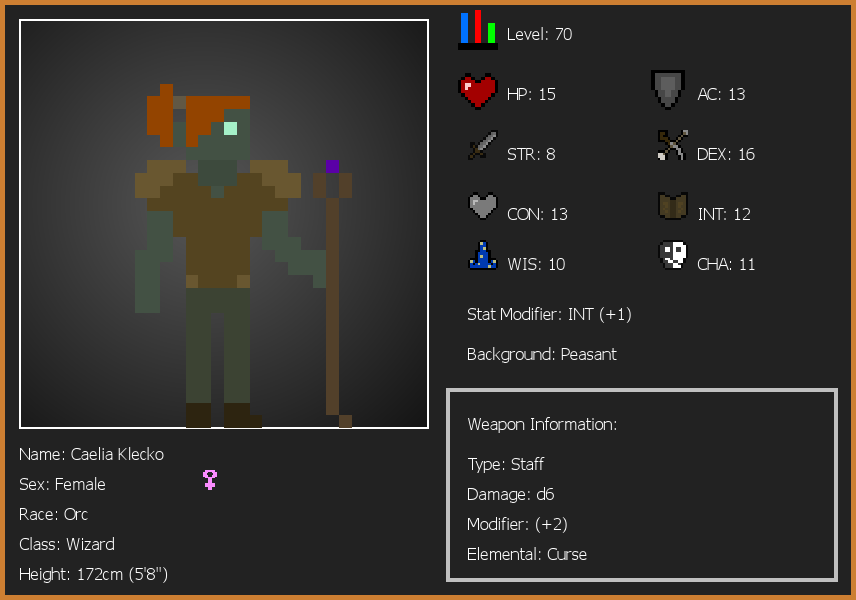 Level: 70
HP: 15
AC: 13
STR: 8
DEX: 16
CON: 13
INT: 12
WIS: 10
CHA: 11
Stat Modifier: INT (+1)
Background: Peasant
Weapon Information:
Type: Staff
Damage: d6
Modifier: (+2)
Elemental: Curse
Name: Caelia Klecko
Sex: Female
Race: Orc
Class: Wizard
Height: 172cm (5'8")